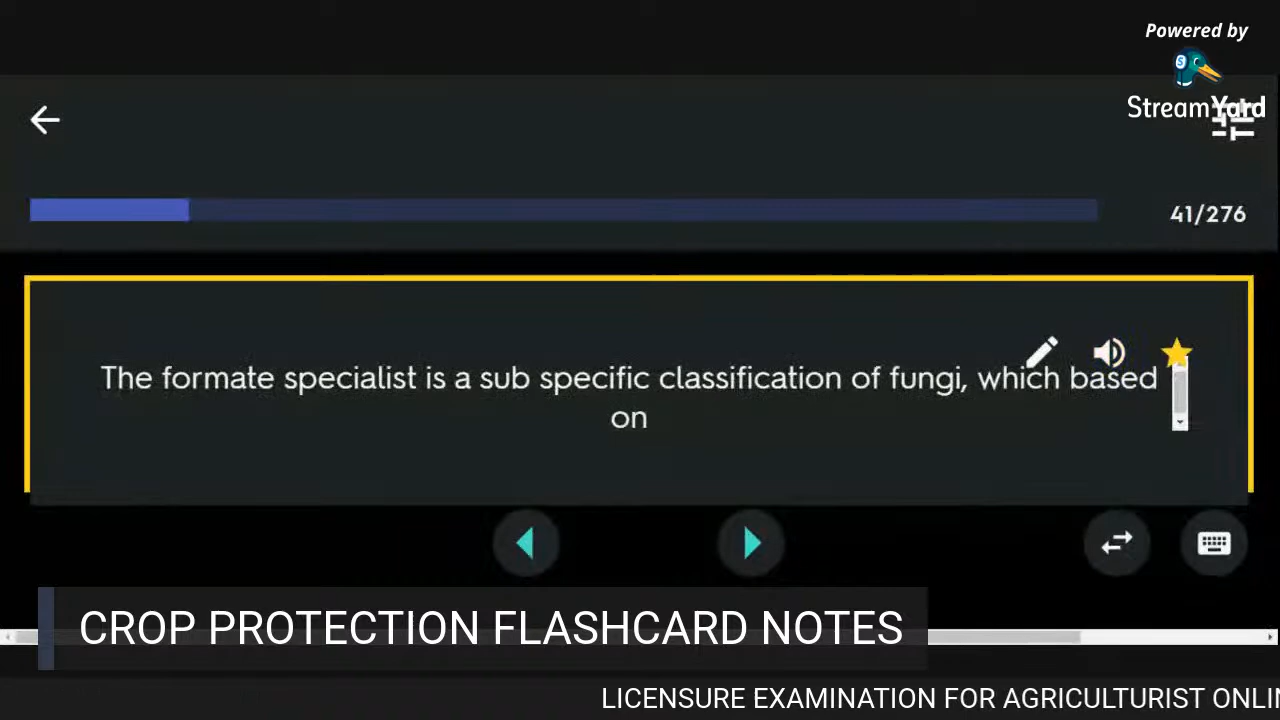 Powered by
StreamYard
41/276
The formate specialist is a sub specific classification of fungi, which based
on
CROP PROTECTION FLASHCARD NOTES
LICENSURE EXAMINATION FOR AGRICULTURIST ONLI